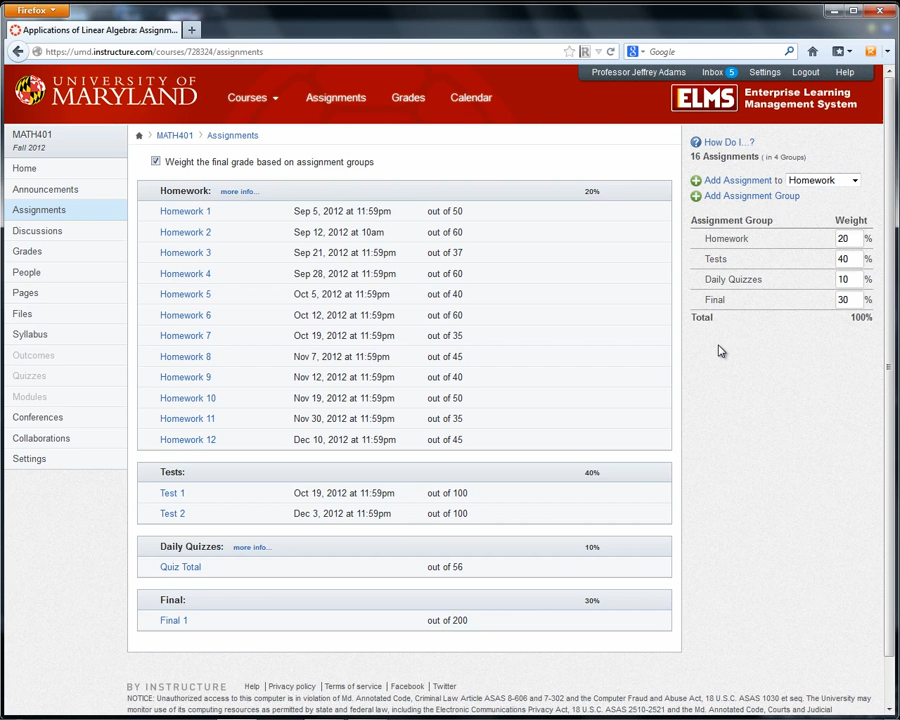 Firefox
Applications of Linear Algebra: Assignm...
https://umd.instructure.com/courses/728324/assignments
Google
Professor Jeffrey Adams Inbox 5 Settings Logout Help
UNIVERSITY OF
MARYLAND
Courses Assignments Grades Calendar
ELMS Enterprise Learning
Management System
MATH401
Fall 2012
Home
Announcements
Assignments
Discussions
Grades
People
Pages
Files
Syllabus
Outcomes
Quizzes
Modules
Conferences
Collaborations
Settings
MATH401 Assignments
Weight the final grade based on assignment groups
Homework: more info... 20%
Homework 1 Sep 5, 2012 at 11:59pm out of 50
Homework 2 Sep 12, 2012 at 10am out of 60
Homework 3 Sep 21, 2012 at 11:59pm out of 37
Homework 4 Sep 28, 2012 at 11:59pm out of 60
Homework 5 Oct 5, 2012 at 11:59pm out of 40
Homework 6 Oct 12, 2012 at 11:59pm out of 60
Homework 7 Oct 19, 2012 at 11:59pm out of 35
Homework 8 Nov 7, 2012 at 11:59pm out of 45
Homework 9 Nov 12, 2012 at 11:59pm out of 40
Homework 10 Nov 19, 2012 at 11:59pm out of 50
Homework 11 Nov 30, 2012 at 11:59pm out of 35
Homework 12 Dec 10, 2012 at 11:59pm out of 45
Tests: 40%
Test 1 Oct 19, 2012 at 11:59pm out of 100
Test 2 Dec 3, 2012 at 11:59pm out of 100
Daily Quizzes: more info... 10%
Quiz Total out of 56
Final: 30%
Final 1 out of 200
How Do I...?
16 Assignments ( in 4 Groups)
Add Assignment to Homework
Add Assignment Group
Assignment Group Weight
Homework 20 %
Tests 40 %
Daily Quizzes 10 %
Final 30 %
Total 100%
BY INSTRUCTURE Help | Privacy policy | Terms of service | Facebook | Twitter
NOTICE: Unauthorized access to this computer is in violation of Md. Annotated Code, Criminal Law Article ASAS 8-606 and 7-302 and the Computer Fraud and Abuse Act, 18 U.S.C. ASAS 1030 et seq. The University may
monitor use of its computing resources as permitted by state and federal law, including the Electronic Communications Privacy Act, 18 U.S.C. ASAS 2510-2521 and the Md. Annotated Code, Courts and Judicial